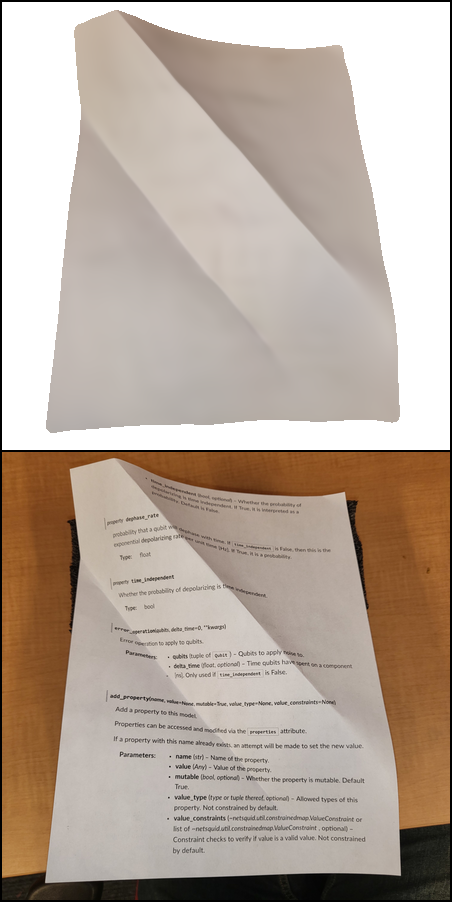 • time_independent (bool, optional) – Whether the probability of
depolarizing is time independent. If True, it is interpreted as a
probability. Default is False.
property dephase_rate
probability that a qubit will dephase with time. If time_independent is False, then this is the
exponential depolarizing rate per unit time [Hz]. If True, it is a probability.
Type: float
property time_independent
Whether the probability of depolarizing is time independent.
Type: bool
error_operation(qubits, delta_time=0, **kwargs)
Error operation to apply to qubits.
Parameters: • qubits (tuple of Qubit ) – Qubits to apply noise to.
• delta_time (float, optional) – Time qubits have spent on a component
[ns]. Only used if time_independent is False.
add_property(name, value=None, mutable=True, value_type=None, value_constraints=None)
Add a property to this model.
Properties can be accessed and modified via the properties attribute.
If a property with this name already exists, an attempt will be made to set the new value.
Parameters: • name (str) – Name of the property.
• value (Any) – Value of the property.
• mutable (bool, optional) – Whether the property is mutable. Default
True.
• value_type (type or tuple thereof, optional) – Allowed types of this
property. Not constrained by default.
• value_constraints (~netsquid.util.constrainedmap.ValueConstraint or
list of ~netsquid.util.constrainedmap.ValueConstraint , optional) –
Constraint checks to verify if value is a valid value. Not constrained
by default.